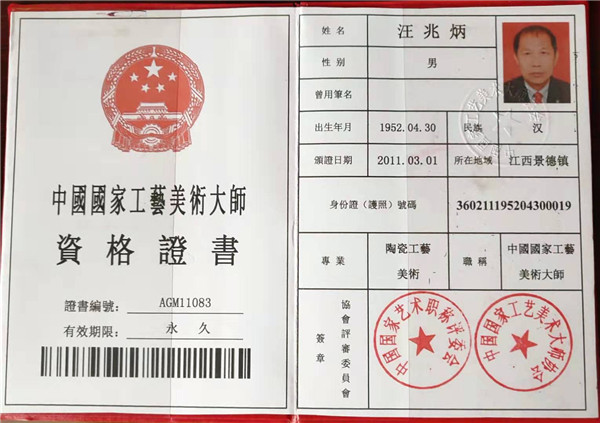 中國國家工藝美術大師
資格證書
證書編號: AGM11083
有效期限: 永久
姓名 汪兆炳
性别 男
曾用筆名
出生年月 1952.04.30 民族 汉
頒證日期 2011.03.01 所在地域 江西景德镇
身份證（護照）號碼 360211195204300019
專業 陶瓷工藝美術 職稱 中國國家工藝美術大師
協會評審委員會
簽章
中国国家艺术职称评委会
中国国家工艺美术大师协会